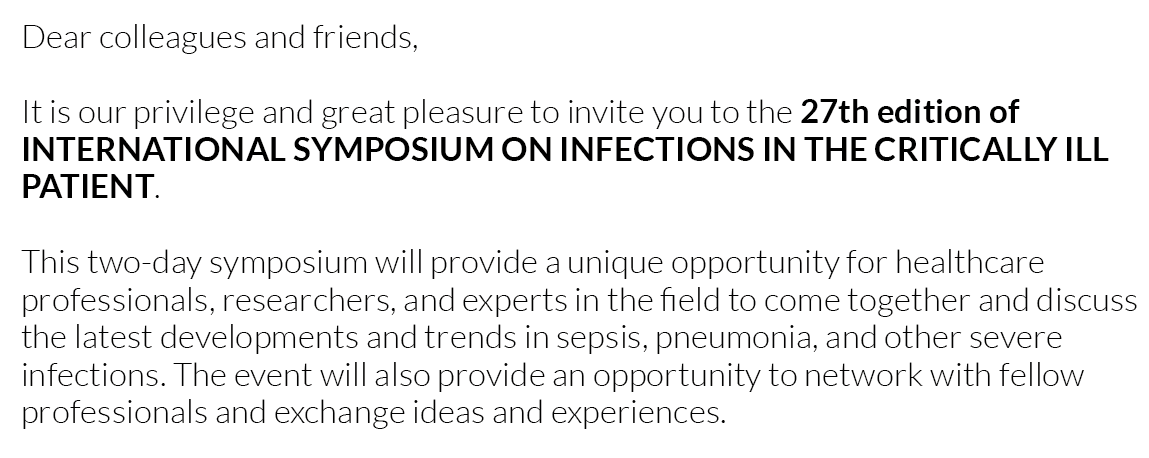 Dear colleagues and friends,
It is our privilege and great pleasure to invite you to the 27th edition of
INTERNATIONAL SYMPOSIUM ON INFECTIONS IN THE CRITICALLY ILL
PATIENT.
This two-day symposium will provide a unique opportunity for healthcare
professionals, researchers, and experts in the field to come together and discuss
the latest developments and trends in sepsis, pneumonia, and other severe
infections. The event will also provide an opportunity to network with fellow
professionals and exchange ideas and experiences.